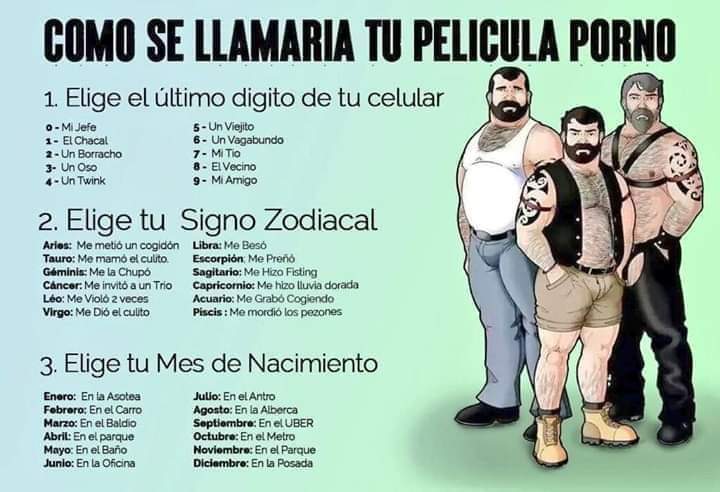 COMO SE LLAMARIA TU PELICULA PORNO
1. Elige el último digito de tu celular
0 - Mi Jefe
1 - El Chacal
2 - Un Borracho
3- Un Oso
4 - Un Twink
5 - Un Viejito
6 - Un Vagabundo
7 - Mi Tio
8 - El Vecino
9 - Mi Amigo
2. Elige tu Signo Zodiacal
Aries: Me metió un cogidón
Tauro: Me mamó el culito.
Géminis: Me la Chupó
Cáncer: Me invitó a un Trio
Léo: Me Violó 2 veces
Virgo: Me Dió el culito
Libra: Me Besó
Escorpión: Me Preñó
Sagitario: Me Hizo Fisting
Capricornio: Me hizo lluvia dorada
Acuario: Me Grabó Cogiendo
Piscis : Me mordió los pezones
3. Elige tu Mes de Nacimiento
Enero: En la Asotea
Febrero: En el Carro
Marzo: En el Baldio
Abril: En el parque
Mayo: En el Baño
Junio: En la Oficina
Julio: En el Antro
Agosto: En la Alberca
Septiembre: En el UBER
Octubre: En el Metro
Noviembre: En el Parque
Diciembre: En la Posada